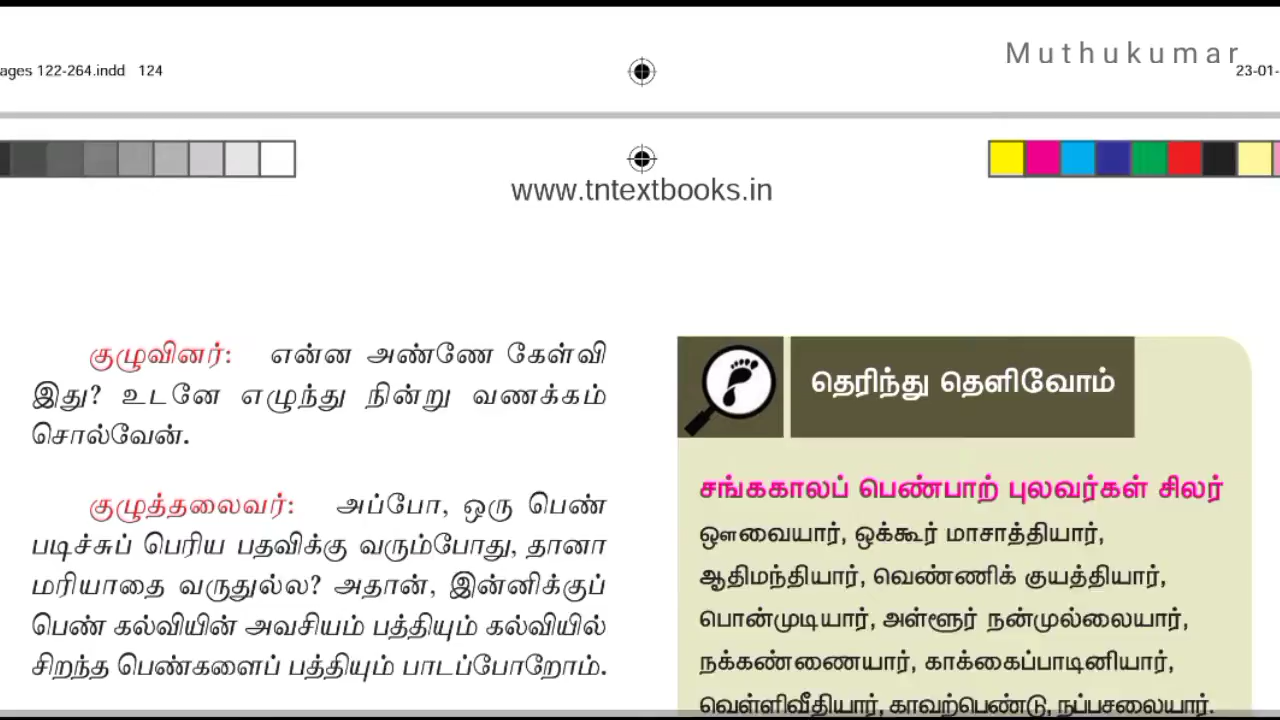 Muthukumar
ages 122-264.indd 124
23-01-
www.tntextbooks.in
குழுவினர்: என்ன அண்ணே கேள்வி
இது? உடனே எழுந்து நின்று வணக்கம்
சொல்வேன்.
குழுத்தலைவர்: அப்போ, ஒரு பெண்
படிச்சுப் பெரிய பதவிக்கு வரும்போது, தானா
மரியாதை வருதுல்ல? அதான், இன்னிக்குப்
பெண் கல்வியின் அவசியம் பத்தியும் கல்வியில்
சிறந்த பெண்களைப் பத்தியும் பாடப்போறோம்.
தெரிந்து தெளிவோம்
சங்ககாலப் பெண்பாற் புலவர்கள் சிலர்
ஔவையார், ஒக்கூர் மாசாத்தியார்,
ஆதிமந்தியார், வெண்ணிக் குயத்தியார்,
பொன்முடியார், அள்ளூர் நன்முல்லையார்,
நக்கண்ணையார், காக்கைப்பாடினியார்,
வெள்ளிவீதியார், காவற்பெண்டு, நப்பசலையார்.